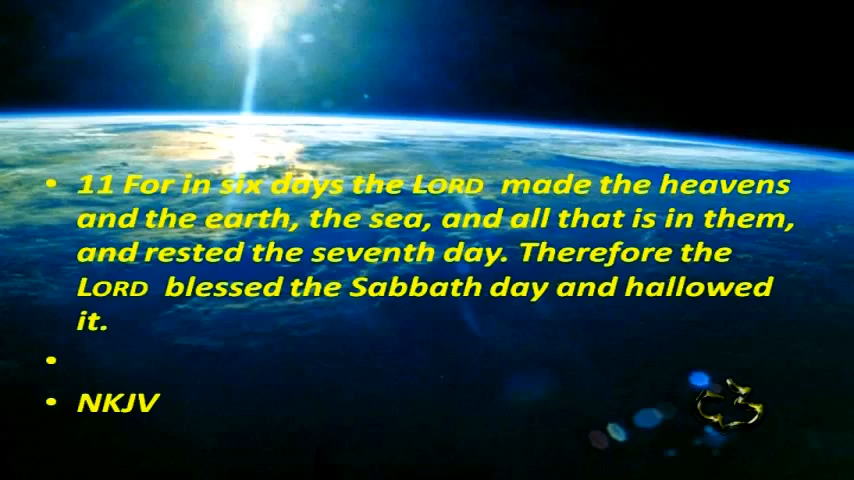 • 11 For in six days the LORD made the heavens
and the earth, the sea, and all that is in them,
and rested the seventh day. Therefore the
LORD blessed the Sabbath day and hallowed
it.
•
• NKJV